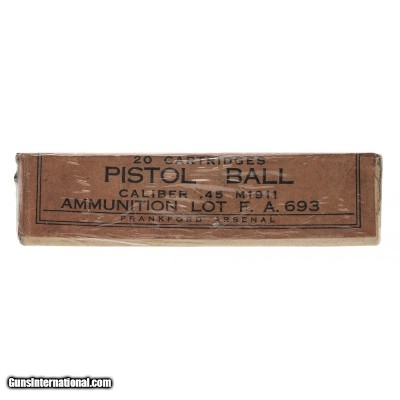 20 CARTRIDGES
PISTOL BALL
CALIBER .45 M1911
AMMUNITION LOT F. A. 693
FRANKFORD ARSENAL
GunsInternational.com